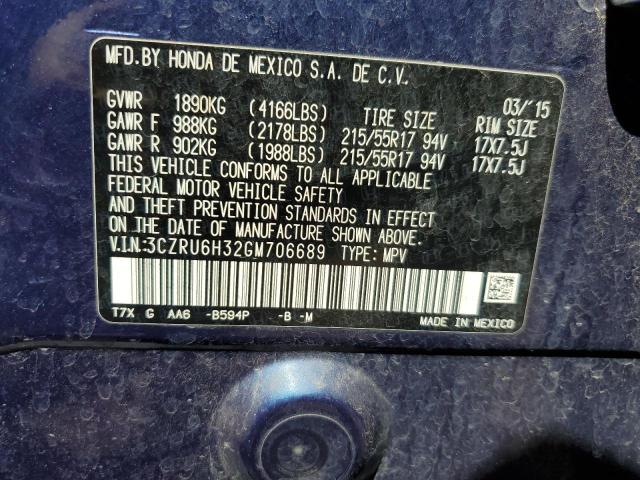 MFD.BY HONDA DE MEXICO S.A. DE C.V.
03/'15
GVWR 1890KG (4166LBS) TIRE SIZE RIM SIZE
GAWR F 988KG (2178LBS) 215/55R17 94V 17X7.5J
GAWR R 902KG (1988LBS) 215/55R17 94V 17X7.5J
THIS VEHICLE CONFORMS TO ALL APPLICABLE
FEDERAL MOTOR VEHICLE SAFETY
AND THEFT PREVENTION STANDARDS IN EFFECT
ON THE DATE OF MANUFACTURE SHOWN ABOVE.
V.I.N.:3CZRU6H32GM706689 TYPE: MPV
T7X G AA6 -B594P -B -M MADE IN MEXICO